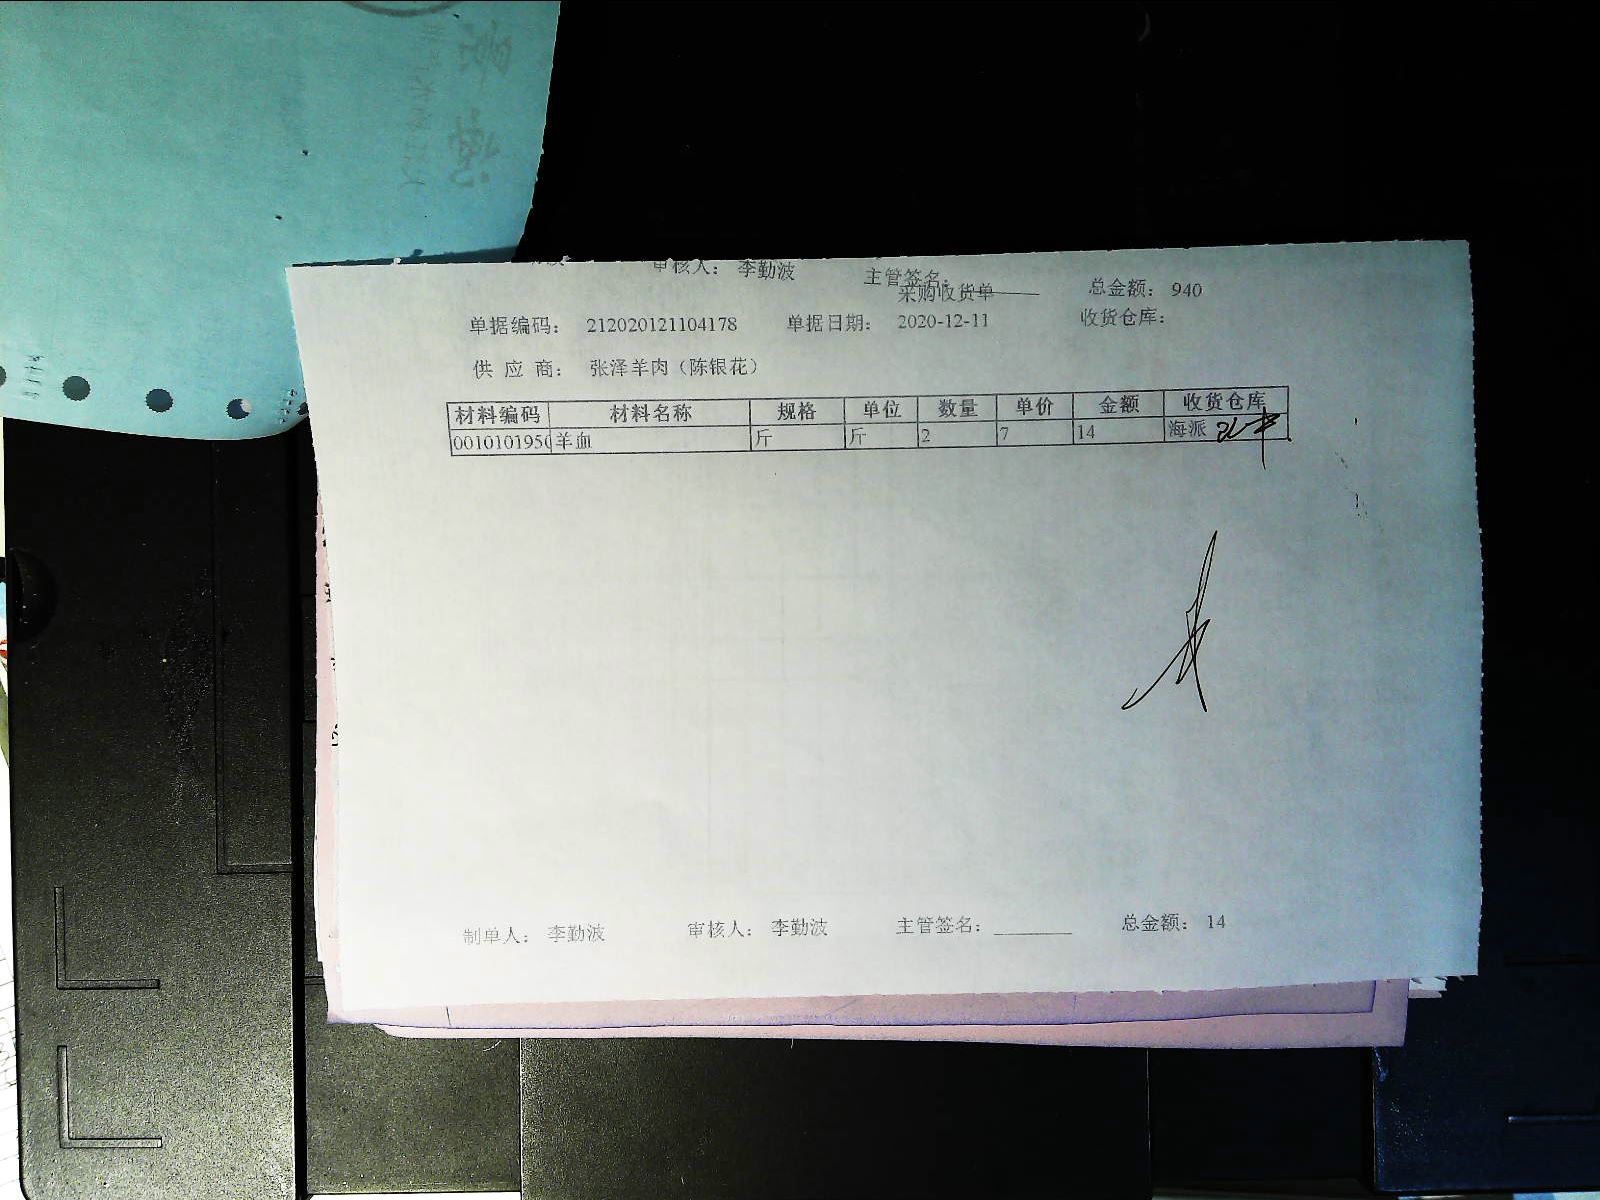 审核人： 李勤波 主管签名： 总金额： 940
采购收货单
单据编码： 212020121104178 单据日期： 2020-12-11 收货仓库：
供 应 商： 张泽羊肉（陈银花）
材料编码 材料名称 规格 单位 数量 单价 金额 收货仓库
0010101950 羊血 斤 斤 2 7 14 海派
制单人： 李勤波 审核人： 李勤波 主管签名： 总金额： 14